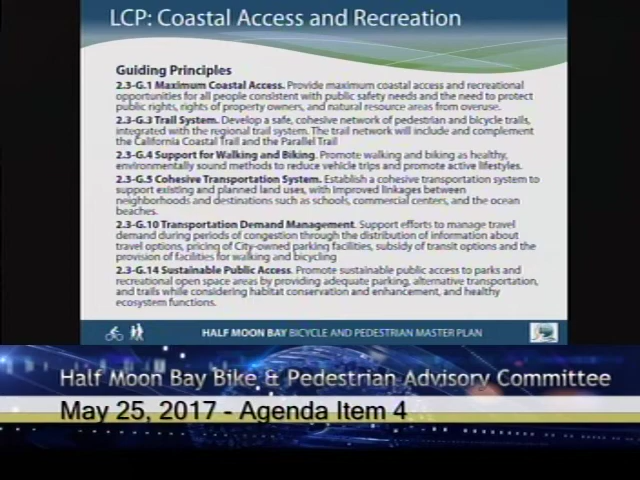 LCP: Coastal Access and Recreation
Guiding Principles
2.3-G.1 Maximum Coastal Access. Provide maximum coastal access and recreational
opportunities for all people consistent with public safety needs and the need to protect
public rights, rights of property owners, and natural resource areas from overuse.
2.3-G.3 Trail System. Develop a safe, cohesive network of pedestrian and bicycle trails,
integrated with the regional trail system. The trail network will include and complement
the California Coastal Trail and the Parallel Trail
2.3-G.4 Support for Walking and Biking. Promote walking and biking as healthy,
environmentally sound methods to reduce vehicle trips and promote active lifestyles.
2.3-G.5 Cohesive Transportation System. Establish a cohesive transportation system to
support existing and planned land uses, with improved linkages between
neighborhoods and destinations such as schools, commercial centers, and the ocean
beaches.
2.3-G.10 Transportation Demand Management. Support efforts to manage travel
demand during periods of congestion through the distribution of information about
travel options, pricing of City-owned parking facilities, subsidy of transit options and the
provision of facilities for walking and bicycling
2.3-G.14 Sustainable Public Access. Promote sustainable public access to parks and
recreational open space areas by providing adequate parking, alternative transportation,
and trails while considering habitat conservation and enhancement, and healthy
ecosystem functions.
HALF MOON BAY BICYCLE AND PEDESTRIAN MASTER PLAN
Half Moon Bay Bike & Pedestrian Advisory Committee
May 25, 2017 - Agenda Item 4